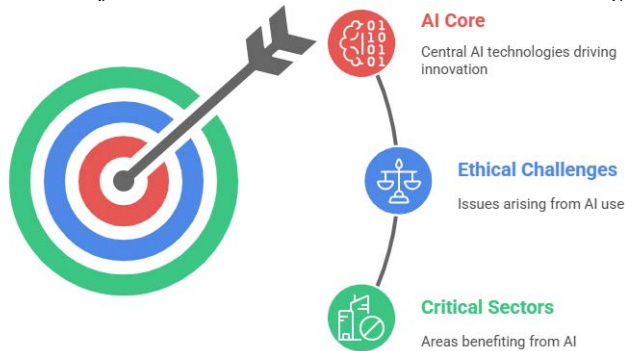 AI Core
Central AI technologies driving
innovation
Ethical Challenges
Issues arising from AI use
Critical Sectors
Areas benefiting from AI